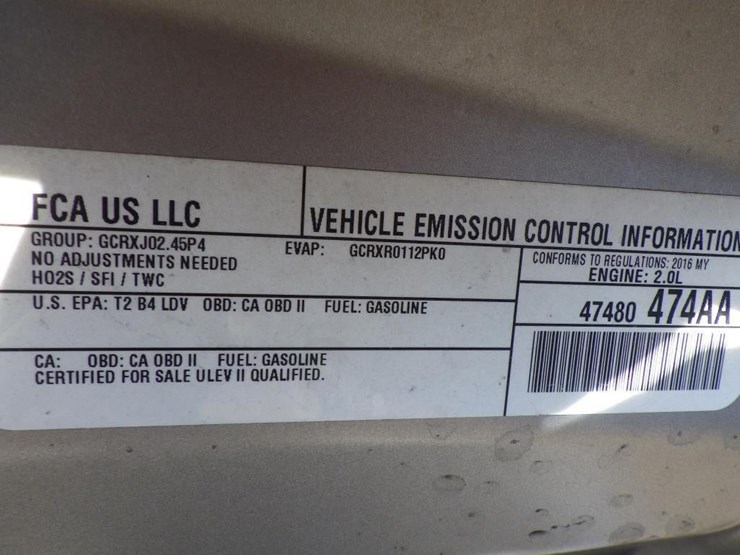 FCA US LLC
VEHICLE EMISSION CONTROL INFORMATION
GROUP: GCRXJ02.45P4
EVAP: GCRXR0112PK0
NO ADJUSTMENTS NEEDED
HO2S / SFI / TWC
CONFORMS TO REGULATIONS: 2016 MY
ENGINE: 2.0L
U.S. EPA: T2 B4 LDV OBD: CA OBD II FUEL: GASOLINE
47480 474AA
CA: OBD: CA OBD II FUEL: GASOLINE
CERTIFIED FOR SALE ULEV II QUALIFIED.